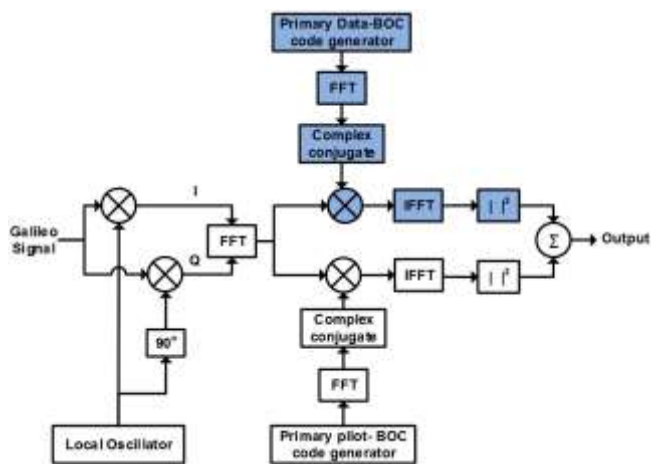 Primary Data-BOC
code generator
FFT
Complex
conjugate
I
IFFT
| |²
Galileo
Signal
FFT
Σ
Output
Q
IFFT
| |²
90°
Complex
conjugate
FFT
Local Oscillator
Primary pilot- BOC
code generator